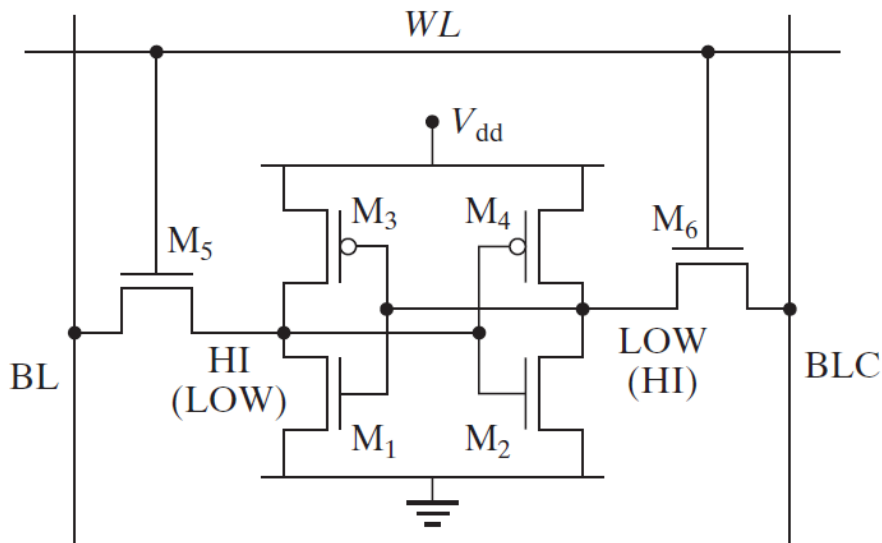 WL
V_dd
M_3
M_4
M_5
M_6
BL
HI
(LOW)
LOW
(HI)
BLC
M_1
M_2